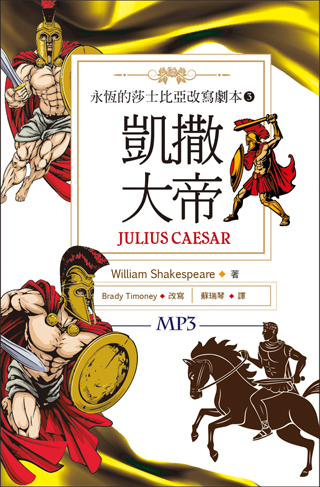 永恆的莎士比亞改寫劇本❸
凱撒
大帝
JULIUS CAESAR
William Shakespeare ◆ 著
Brady Timoney ◆ 改寫 | 蘇瑞琴 ◆ 譯
MP3